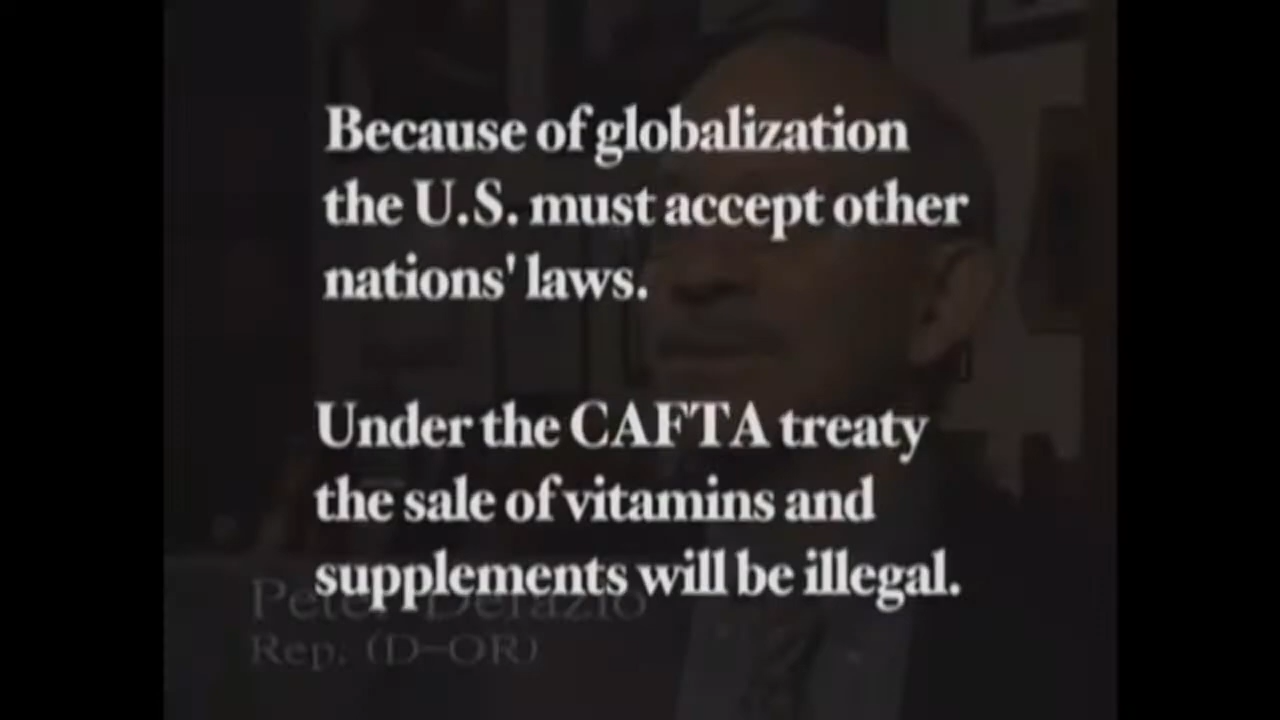 Because of globalization
the U.S. must accept other
nations' laws.
Under the CAFTA treaty
the sale of vitamins and
supplements will be illegal.
Peter Defazio
Rep. (D-OR)